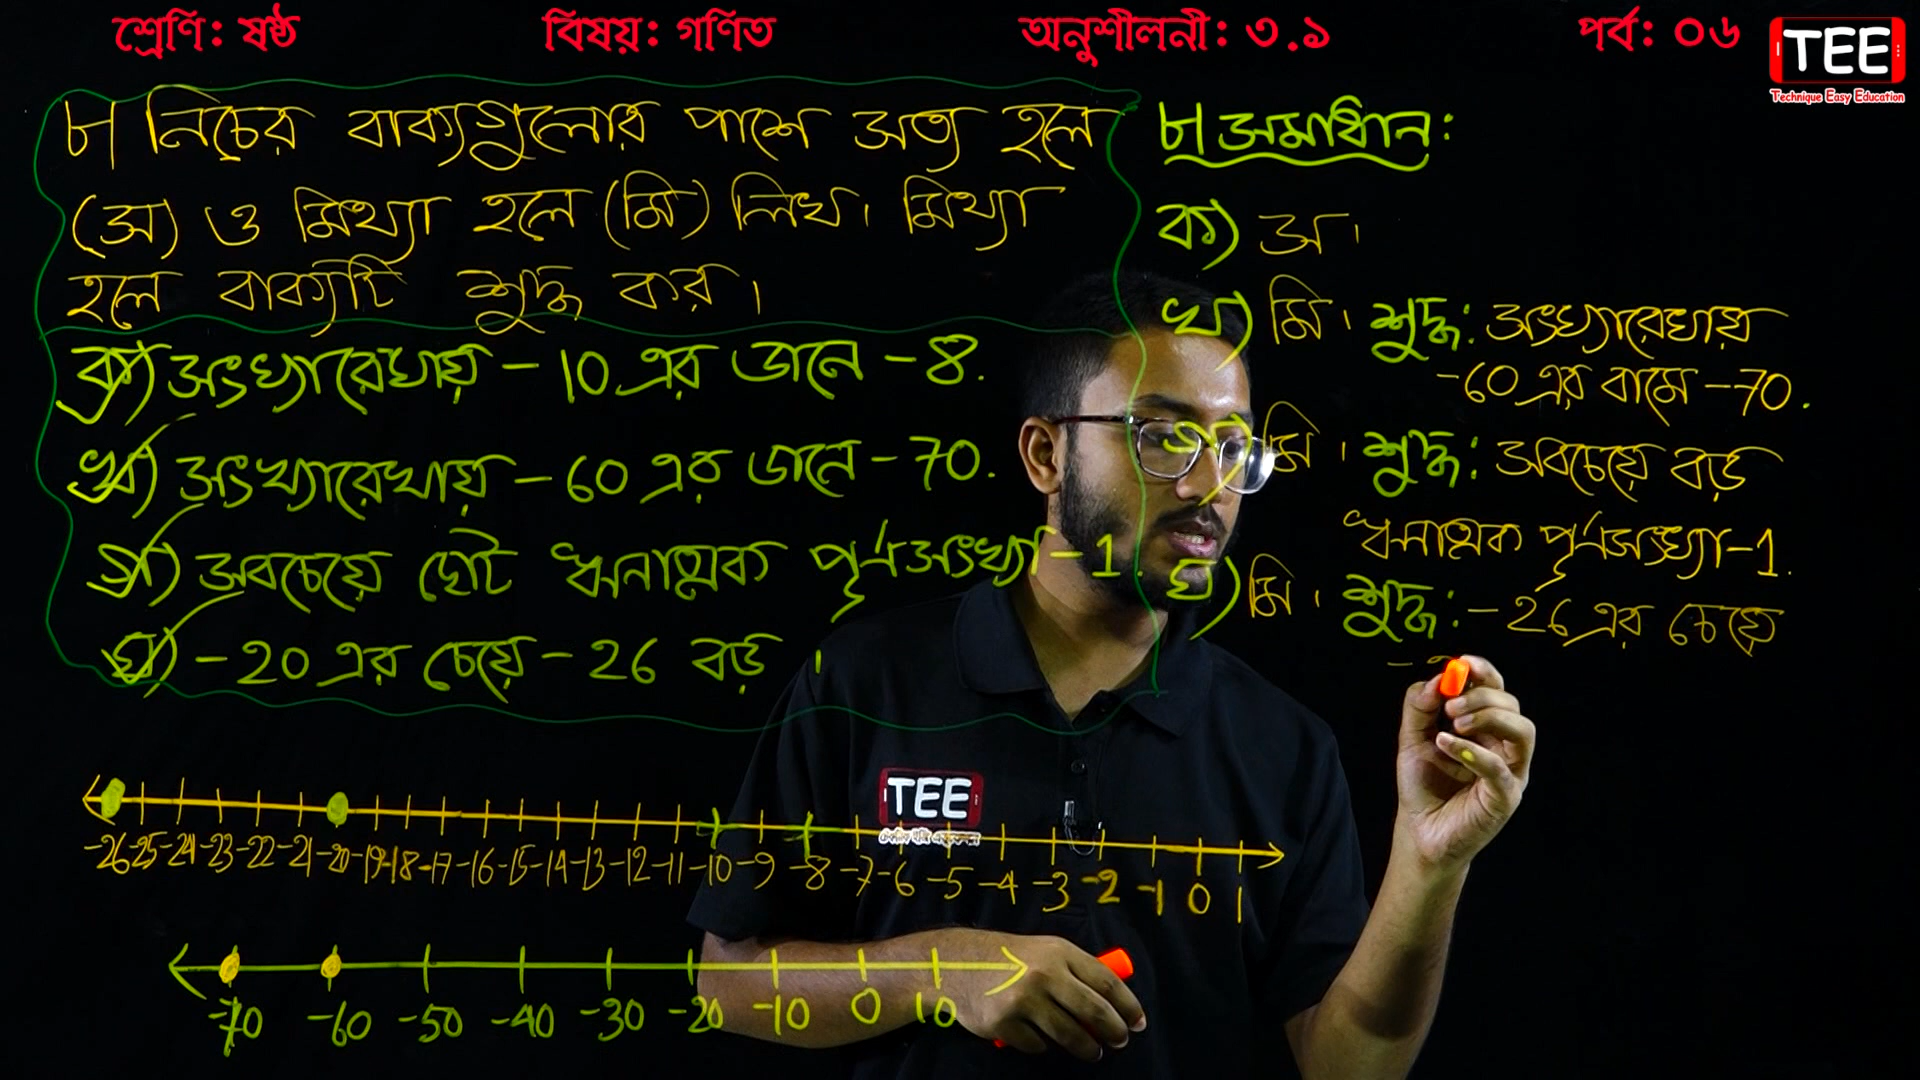 শ্রেণি: ষষ্ঠ বিষয়: গণিত অনুশীলনী: ৩.১ পর্ব: ০৬
TEE
Technique Easy Education
৮। নিচের বাক্যগুলোর পাশে সত্য হলে
(স) ও মিথ্যা হলে (মি) লিখ। মিথ্যা
হলে বাক্যটি শুদ্ধ কর।
ক) সংখ্যারেখায় -10 এর ডানে -8.
খ) সংখ্যারেখায় -60 এর ডানে -70.
গ) সবচেয়ে ছোট ঋনাত্মক পূর্ণসংখ্যা -1.
ঘ) -20 এর চেয়ে -26 বড়।
৮। সমাধান:
ক) স।
খ) মি। শুদ্ধ: সংখ্যারেখায়
-60 এর বামে -70.
গ) মি। শুদ্ধ: সবচেয়ে বড়
ঋনাত্মক পূর্ণসংখ্যা -1.
ঘ) মি। শুদ্ধ: -26 এর চেয়ে
TEE
-26 -25 -24 -23 -22 -21 -20 -19 -18 -17 -16 -15 -14 -13 -12 -11 -10 -9 -8 -7 -6 -5 -4 -3 -2 -1 0 1
-70 -60 -50 -40 -30 -20 -10 0 10